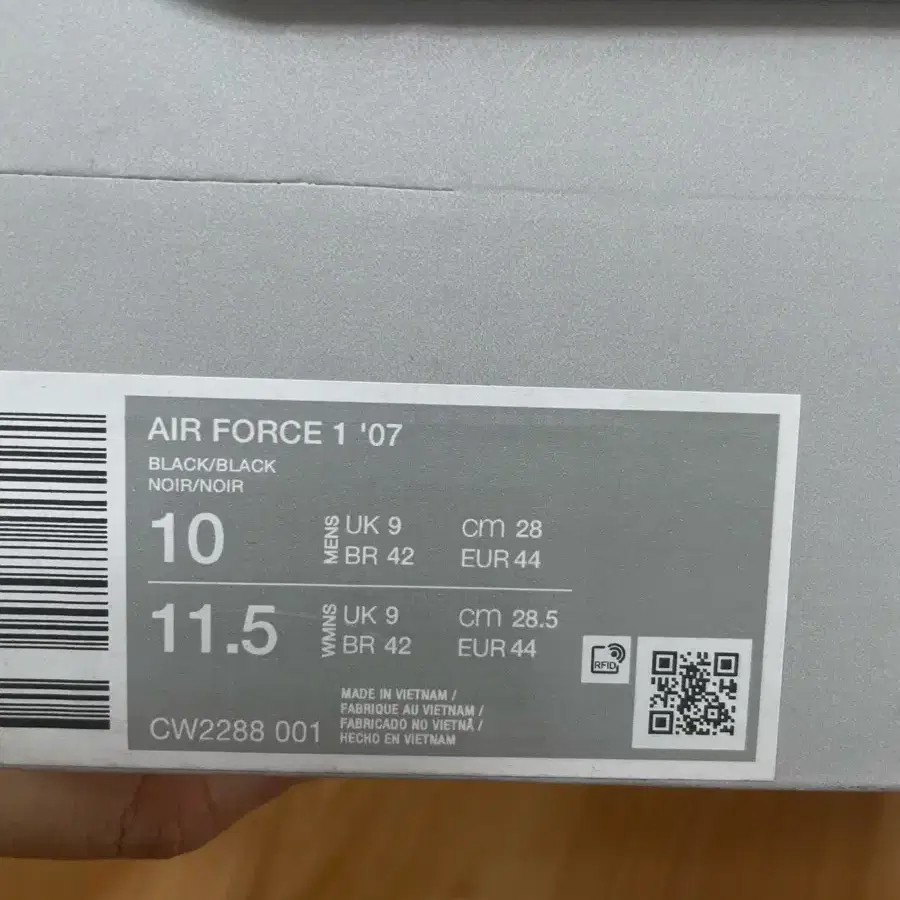 AIR FORCE 1 '07
BLACK/BLACK
NOIR/NOIR
10
MENS
UK 9 cm 28
BR 42 EUR 44
11.5
WMNS
UK 9 cm 28.5
BR 42 EUR 44
RFID
MADE IN VIETNAM /
FABRIQUE AU VIETNAM /
FABRICADO NO VIETNÃ /
HECHO EN VIETNAM
CW2288 001